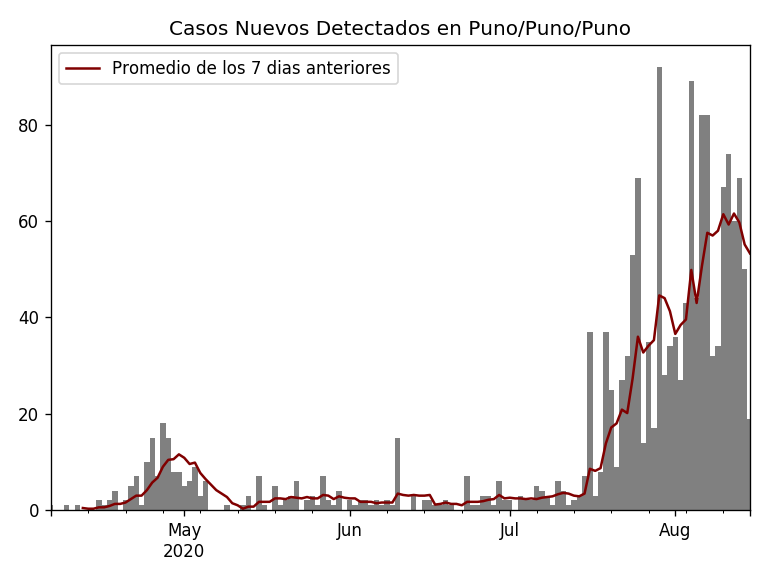 Casos Nuevos Detectados en Puno/Puno/Puno
Promedio de los 7 dias anteriores
80
60
40
20
0
May Jun Jul Aug
2020